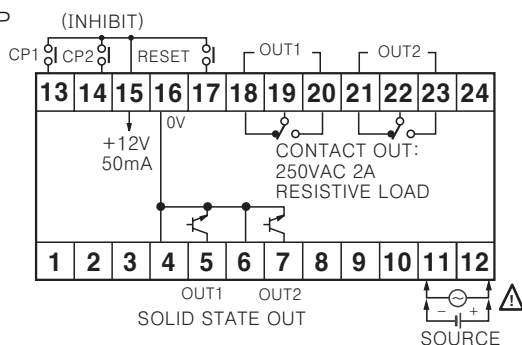 P
(INHIBIT)
CP1 CP2 RESET OUT1 OUT2
13 14 15 16 17 18 19 20 21 22 23 24
0V
+12V
50mA
CONTACT OUT:
250VAC 2A
RESISTIVE LOAD
1 2 3 4 5 6 7 8 9 10 11 12
OUT1 OUT2
SOLID STATE OUT
− +
SOURCE